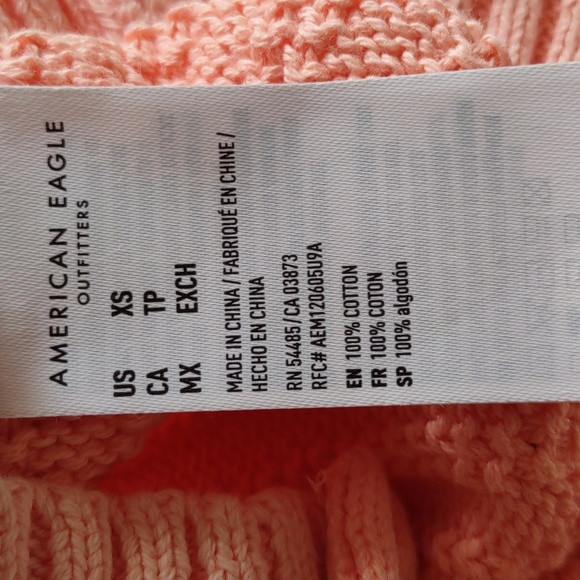 AMERICAN EAGLE
OUTFITTERS
US XS
CA TP
MX EXCH
MADE IN CHINA / FABRIQUÉ EN CHINE /
HECHO EN CHINA
RN 54485 / CA 03873
RFC# AEM120605U9A
EN 100% COTTON
FR 100% COTON
SP 100% algodón